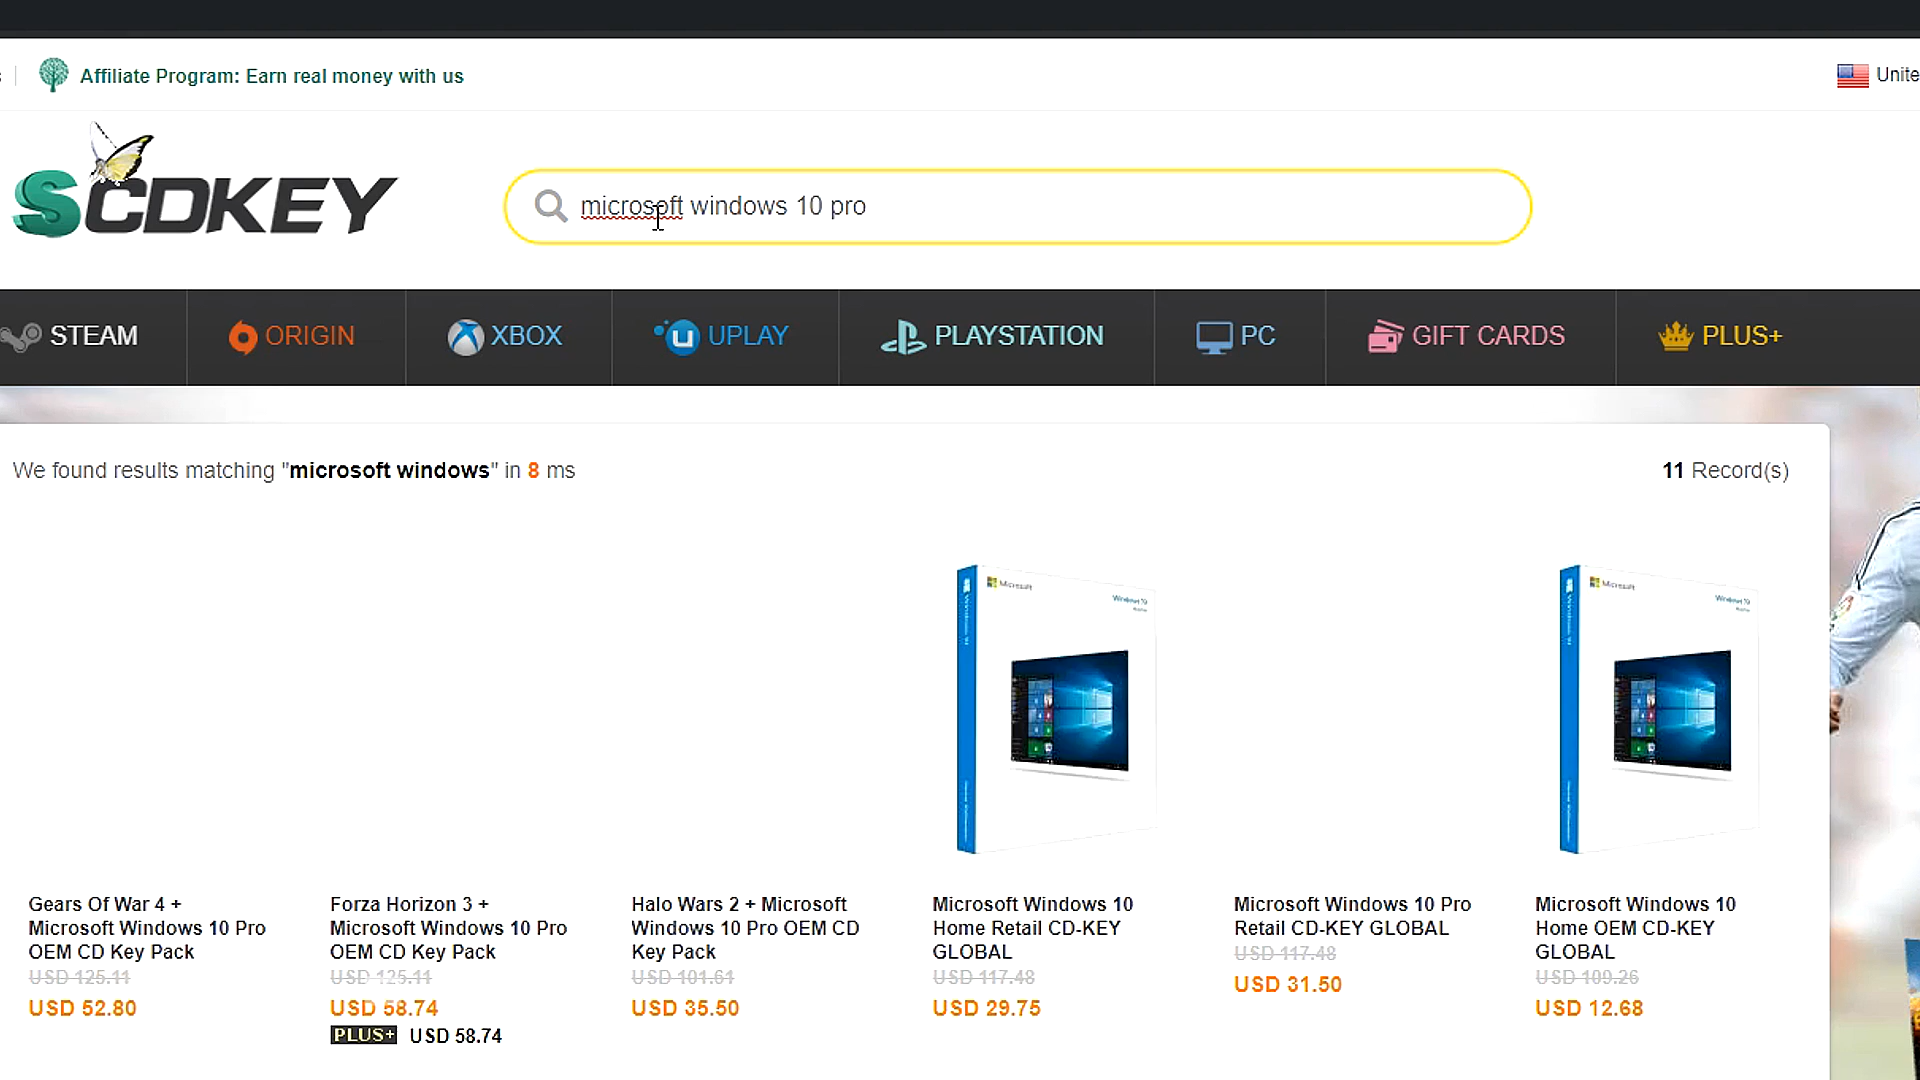 Affiliate Program: Earn real money with us
Unite
SCDKEY
microsoft windows 10 pro
STEAM
ORIGIN
XBOX
UPLAY
PLAYSTATION
PC
GIFT CARDS
PLUS+
We found results matching "microsoft windows" in 8 ms
11 Record(s)
Microsoft
Windows 10
Microsoft
Windows 10
Gears Of War 4 +
Microsoft Windows 10 Pro
OEM CD Key Pack
USD 125.11
USD 52.80
Forza Horizon 3 +
Microsoft Windows 10 Pro
OEM CD Key Pack
USD 125.11
USD 58.74
PLUS+ USD 58.74
Halo Wars 2 + Microsoft
Windows 10 Pro OEM CD
Key Pack
USD 101.61
USD 35.50
Microsoft Windows 10
Home Retail CD-KEY
GLOBAL
USD 117.48
USD 29.75
Microsoft Windows 10 Pro
Retail CD-KEY GLOBAL
USD 117.48
USD 31.50
Microsoft Windows 10
Home OEM CD-KEY
GLOBAL
USD 109.26
USD 12.68